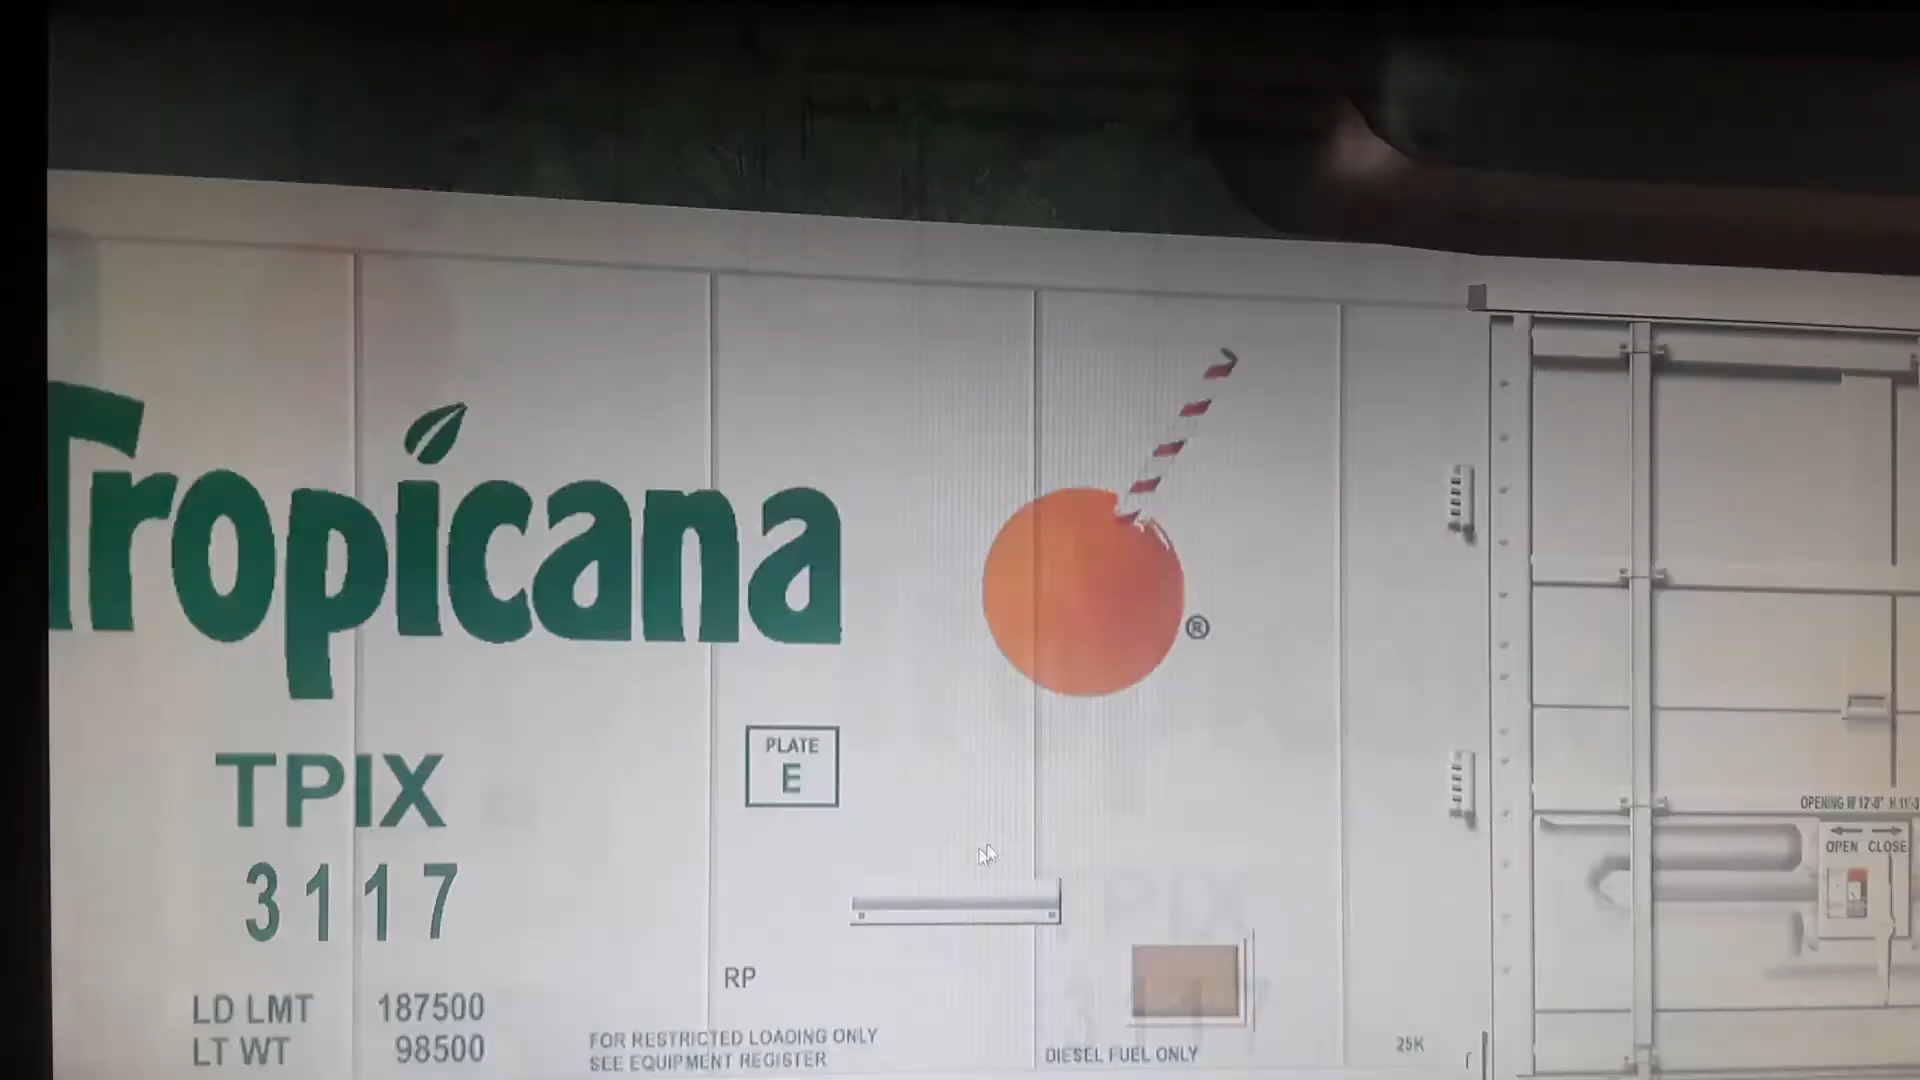 Tropicana
®
TPIX
3117
PLATE
E
RP
LD LMT 187500
LT WT 98500
FOR RESTRICTED LOADING ONLY
SEE EQUIPMENT REGISTER
DIESEL FUEL ONLY
25K
OPEN CLOSE